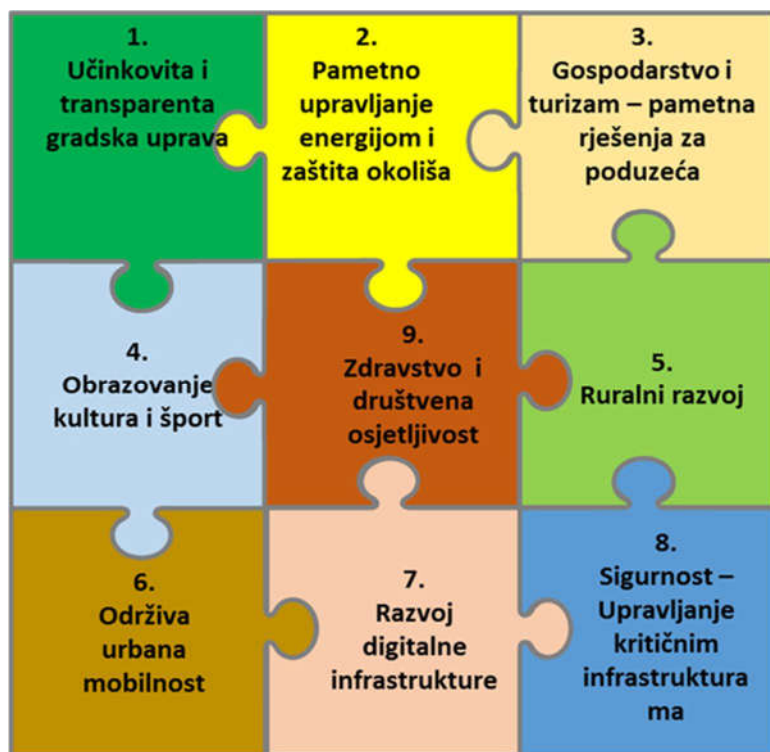 1.
Učinkovita i
transparenta
gradska uprava
2.
Pametno
upravljanje
energijom i
zaštita okoliša
3.
Gospodarstvo i
turizam – pametna
rješenja za
poduzeća
4.
Obrazovanje
kultura i šport
9.
Zdravstvo i
društvena
osjetljivost
5.
Ruralni razvoj
6.
Održiva
urbana
mobilnost
7.
Razvoj
digitalne
infrastrukture
8.
Sigurnost –
Upravljanje
kritičnim
infrastruktura
ma